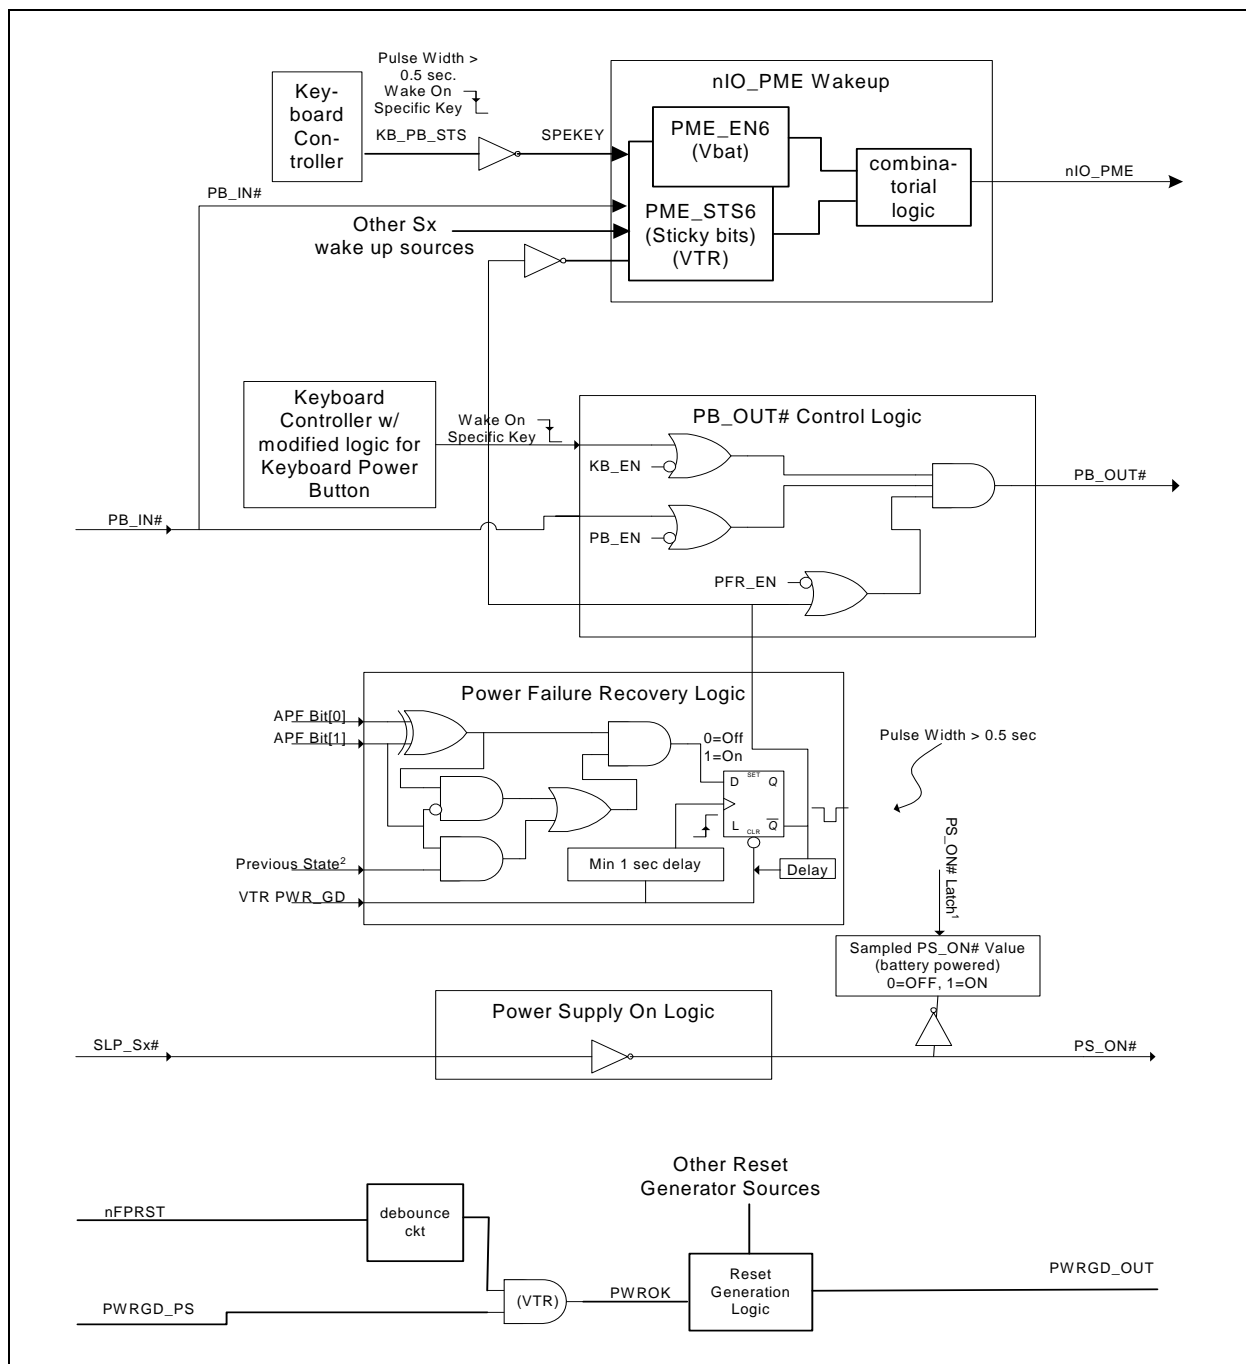 Pulse Width >
0.5 sec.
Wake On
Specific Key
nIO_PME Wakeup
Key-
board
Con-
troller
KB_PB_STS
SPEKEY
PME_EN6
(Vbat)
combina-
torial
logic
nIO_PME
PB_IN#
Other Sx
wake up sources
PME_STS6
(Sticky bits)
(VTR)
Keyboard
Controller w/
modified logic for
Keyboard Power
Button
Wake On
Specific Key
PB_OUT# Control Logic
KB_EN
PB_OUT#
PB_IN#
PB_EN
PFR_EN
Power Failure Recovery Logic
APF Bit[0]
APF Bit[1]
0=Off
1=On
Pulse Width > 0.5 sec
D SET Q
L CLR Q
Previous State2
Min 1 sec delay
Delay
VTR PWR_GD
PS_ON# Latch1
Sampled PS_ON# Value
(battery powered)
0=OFF, 1=ON
Power Supply On Logic
SLP_Sx#
PS_ON#
Other Reset
Generator Sources
nFPRST
debounce
ckt
PWRGD_PS
(VTR)
PWROK
Reset
Generation
Logic
PWRGD_OUT